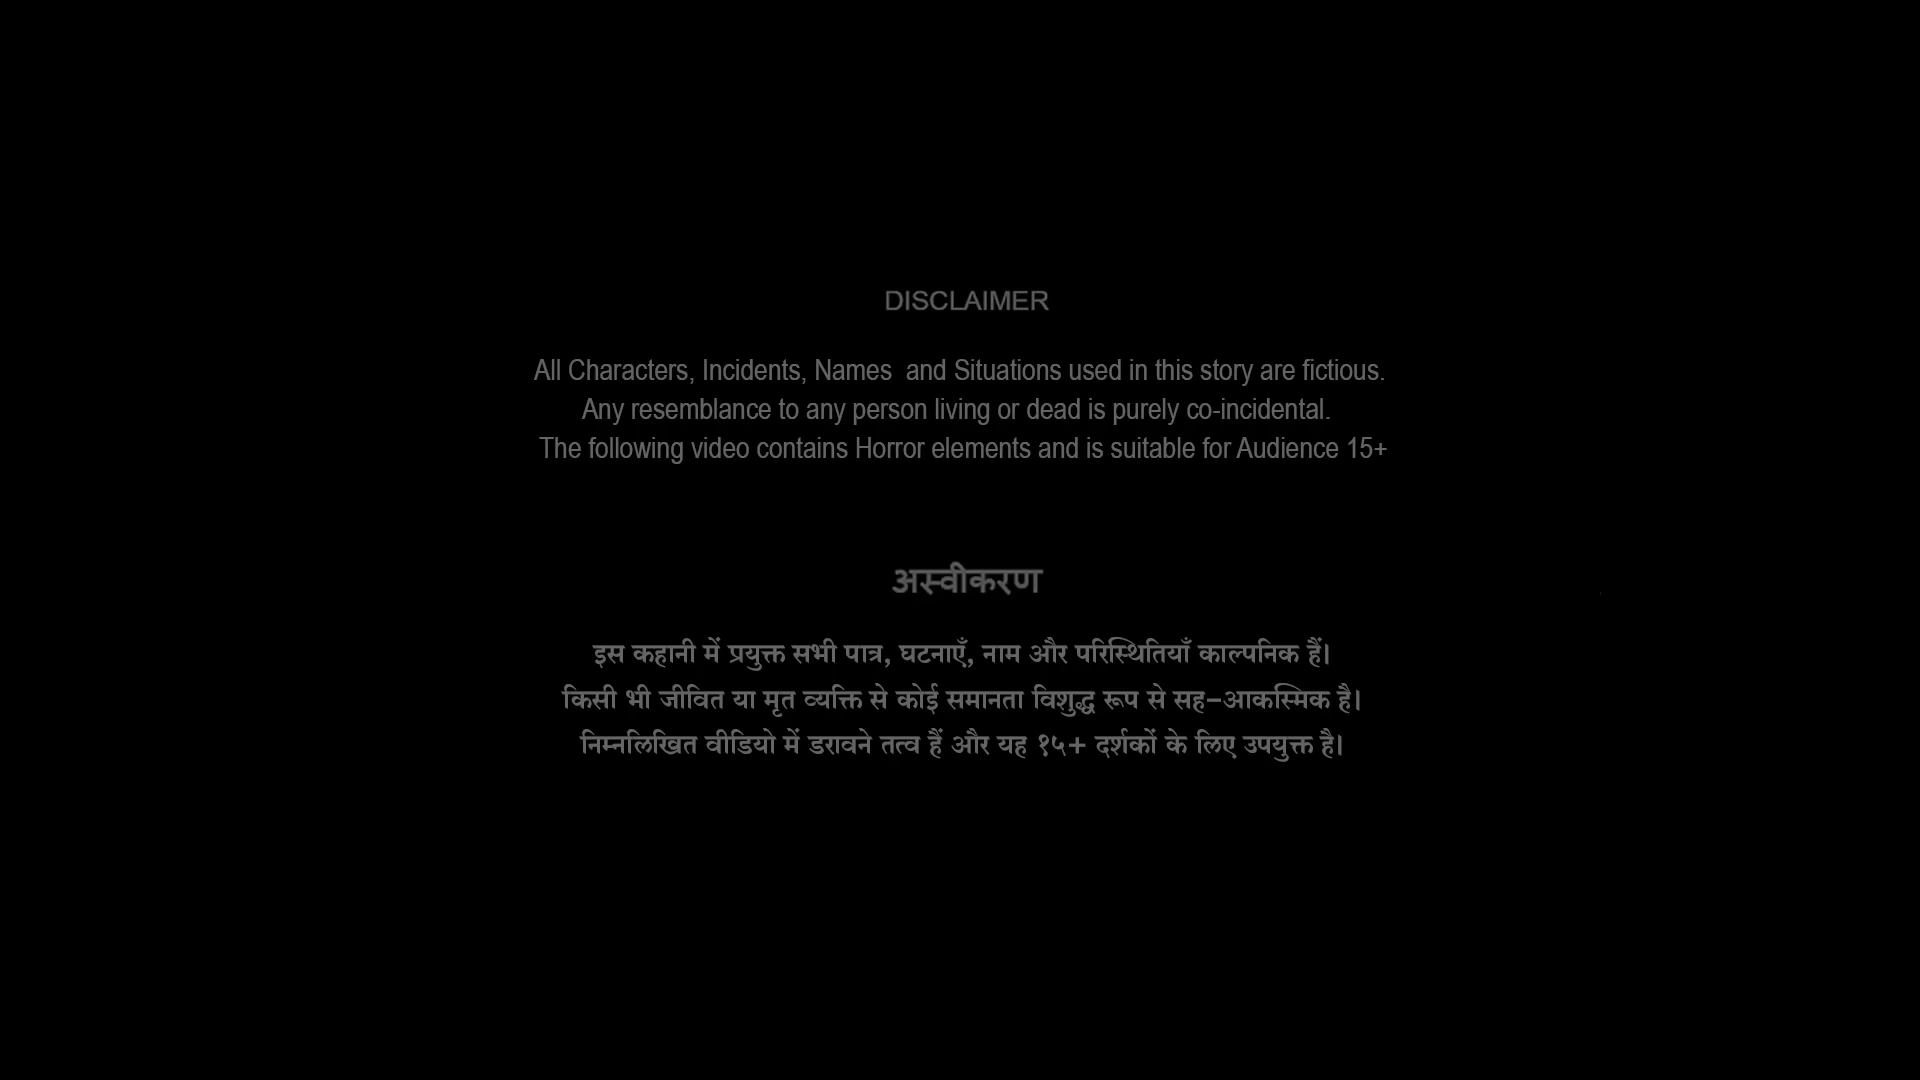 DISCLAIMER
All Characters, Incidents, Names and Situations used in this story are fictious.
Any resemblance to any person living or dead is purely co-incidental.
The following video contains Horror elements and is suitable for Audience 15+
अस्वीकरण
इस कहानी में प्रयुक्त सभी पात्र, घटनाएँ, नाम और परिस्थितियाँ काल्पनिक हैं।
किसी भी जीवित या मृत व्यक्ति से कोई समानता विशुद्ध रूप से सह-आकस्मिक है।
निम्नलिखित वीडियो में डरावने तत्व हैं और यह १५+ दर्शकों के लिए उपयुक्त है।